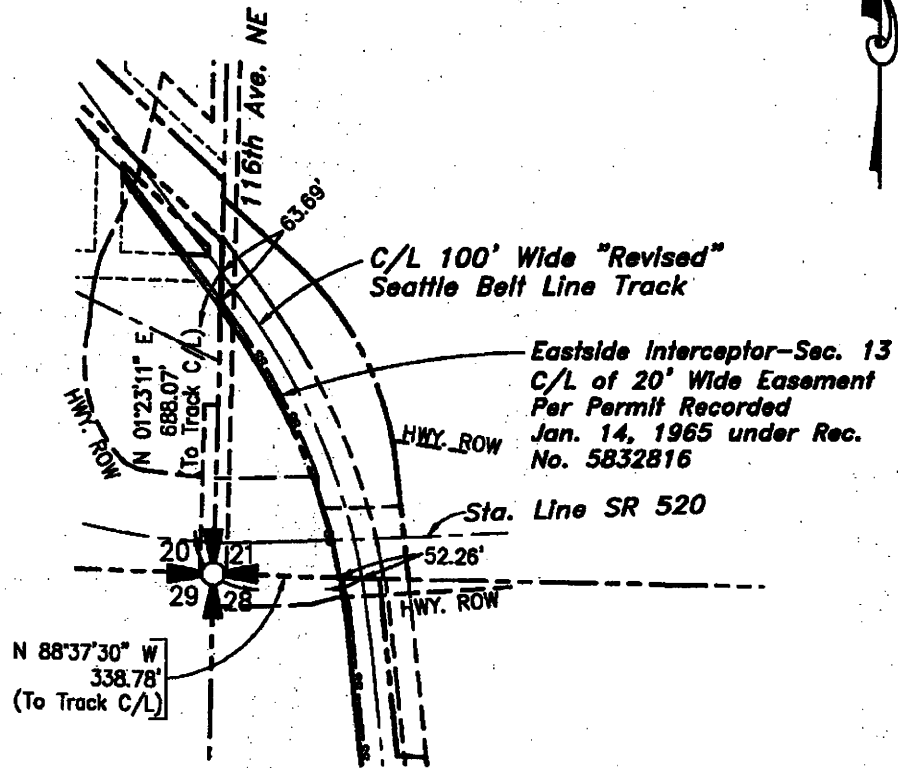 116th Ave. NE
63.69'
C/L 100' Wide "Revised"
Seattle Belt Line Track
Eastside Interceptor-Sec. 13
C/L of 20' Wide Easement
Per Permit Recorded
Jan. 14, 1965 under Rec.
No. 5832816
N 01°23'11" E
688.07'
(To Track C/L)
HWY. ROW
HWY. ROW
Sta. Line SR 520
20 21
52.26'
29 28
HWY. ROW
N 88°37'30" W
338.78'
(To Track C/L)